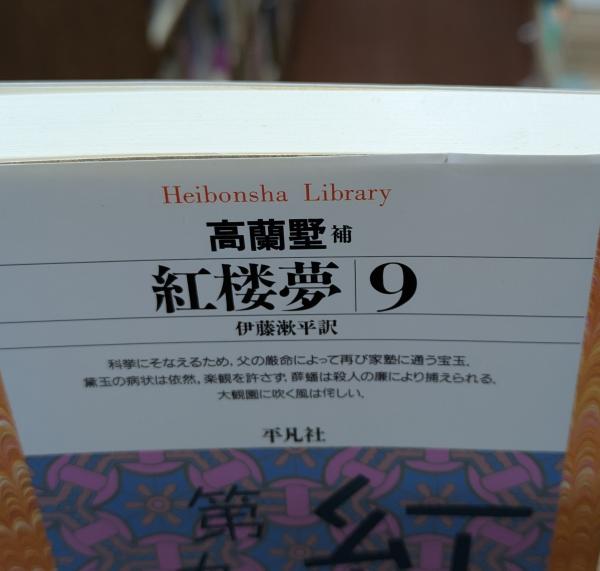 Heibonsha Library
高蘭墅補
紅楼夢 9
伊藤漱平訳
科挙にそなえるため、父の厳命によって再び家塾に通う宝玉。
黛玉の病状は依然、楽観を許さず、薛蟠は殺人の廉により捕えられる。
大観園に吹く風は侘しい。
平凡社
第